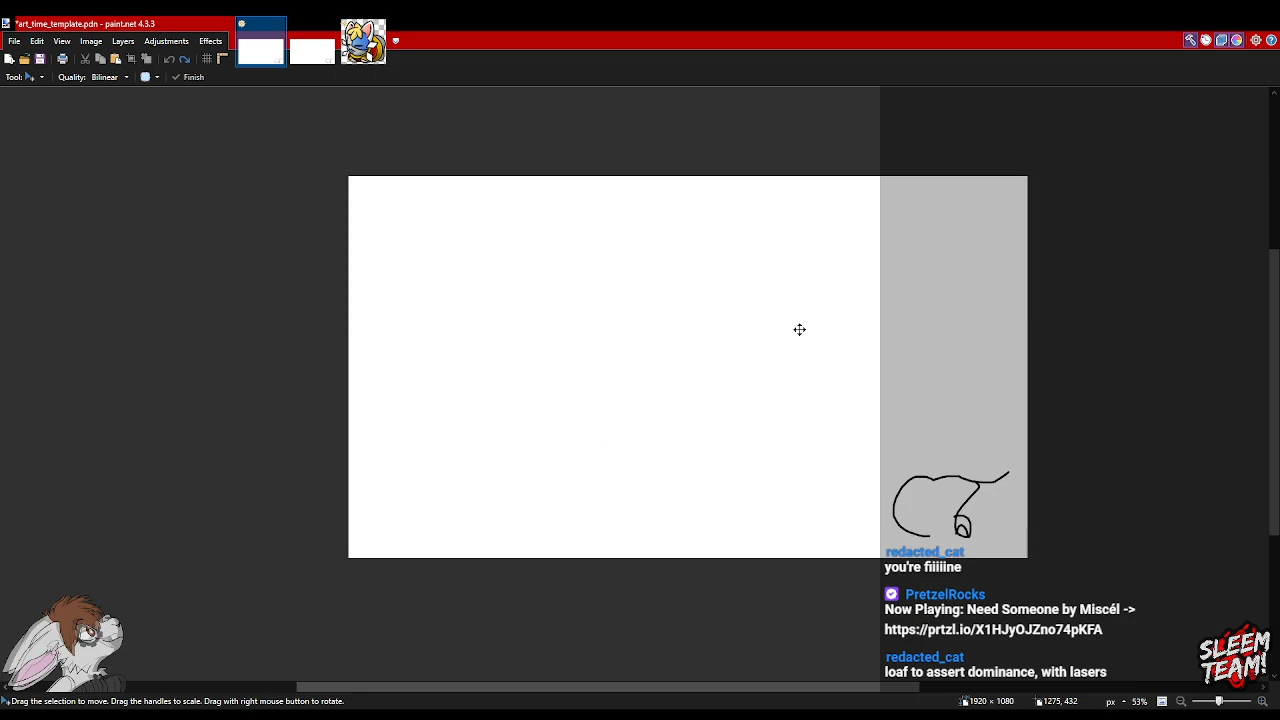 *art_time_template.pdn - paint.net 4.3.3
File Edit View Image Layers Adjustments Effects
Tool: Quality: Bilinear Finish
redacted_cat
you're fiiiiine
PretzelRocks
Now Playing: Need Someone by Miscél ->
https://prtzl.io/X1HJyOJZno74pKFA
redacted_cat
loaf to assert dominance, with lasers
SLEEM
TEAM!
Drag the selection to move. Drag the handles to scale. Drag with right mouse button to rotate. 1920 × 1080 1275, 432 px 53%